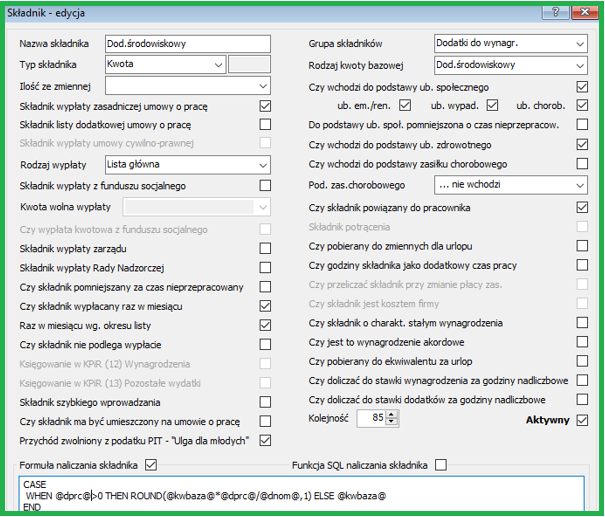 Składnik - edycja
Nazwa składnika Dod.środowiskowy
Typ składnika Kwota
Ilość ze zmiennej
Składnik wypłaty zasadniczej umowy o pracę
Składnik listy dodatkowej umowy o pracę
Składnik wypłaty umowy cywilno-prawnej
Rodzaj wypłaty Lista główna
Składnik wypłaty z funduszu socjalnego
Kwota wolna wypłaty
Czy wypłata kwotowa z funduszu socjalnego
Składnik wypłaty zarządu
Składnik wypłaty Rady Nadzorczej
Czy składnik pomniejszany za czas nieprzepracowany
Czy składnik wypłacany raz w miesiącu
Raz w miesiącu wg. okresu listy
Czy składnik nie podlega wypłacie
Księgowanie w KPiR (12) Wynagrodzenia
Księgowanie w KPiR (13) Pozostałe wydatki
Składnik szybkiego wprowadzania
Czy składnik ma być umieszczony na umowie o pracę
Przychód zwolniony z podatku PIT - "Ulga dla młodych"
Grupa składników Dodatki do wynagr.
Rodzaj kwoty bazowej Dod.środowiskowy
Czy wchodzi do podstawy ub. społecznego
ub. em./ren. ub. wypad. ub. chorob.
Do podstawy ub. społ. pomniejszona o czas nieprzepracow.
Czy wchodzi do podstawy ub. zdrowotnego
Czy wchodzi do podstawy zasiłku chorobowego
Pod. zas.chorobowego ... nie wchodzi
Czy składnik powiązany do pracownika
Składnik potrącenia
Czy pobierany do zmiennych dla urlopu
Czy godziny składnika jako dodatkowy czas pracy
Czy przeliczać składnik przy zmianie płacy zas.
Czy składnik jest kosztem firmy
Czy składnik o charakt. stałym wynagrodzenia
Czy jest to wynagrodzenie akordowe
Czy pobierany do ekwiwalentu za urlop
Czy doliczać do stawki wynagrodzenia za godziny nadliczbowe
Czy doliczać do stawki dodatków za godziny nadliczbowe
Kolejność 85 Aktywny
Formuła naliczania składnika Funkcja SQL naliczania składnika
CASE
WHEN @dprc@>0 THEN ROUND(@kwbaza@*@dprc@/@dnom@,1) ELSE @kwbaza@
END